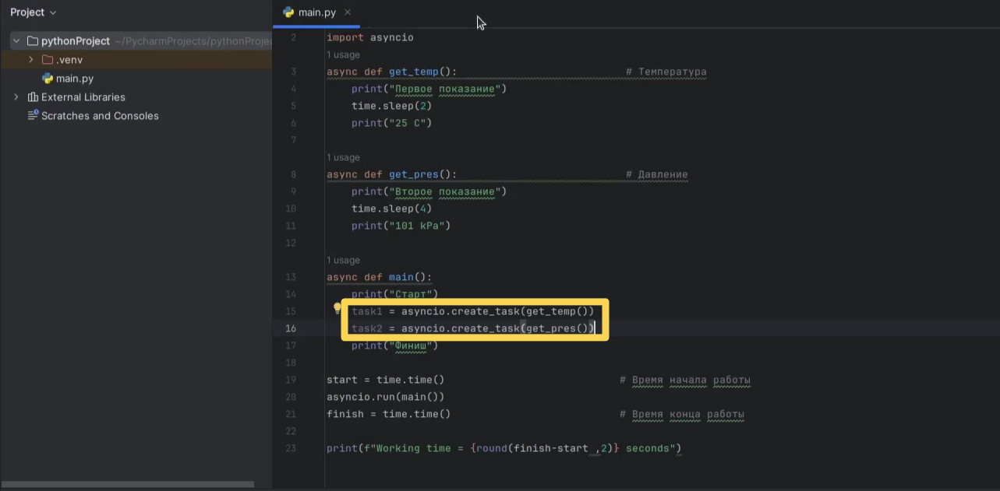 Project
main.py
pythonProject ~/PycharmProjects/pythonProjec
.venv
main.py
External Libraries
Scratches and Consoles
2 import asyncio
1 usage
3 async def get_temp(): # Температура
4 print("Первое показание")
5 time.sleep(2)
6 print("25 C")
7
1 usage
8 async def get_pres(): # Давление
9 print("Второе показание")
10 time.sleep(4)
11 print("101 kPa")
12
1 usage
13 async def main():
14 print("Старт")
15 task1 = asyncio.create_task(get_temp())
16 task2 = asyncio.create_task(get_pres())
17 print("Финиш")
18
19 start = time.time() # Время начала работы
20 asyncio.run(main())
21 finish = time.time() # Время конца работы
22
23 print(f"Working time = {round(finish-start ,2)} seconds")